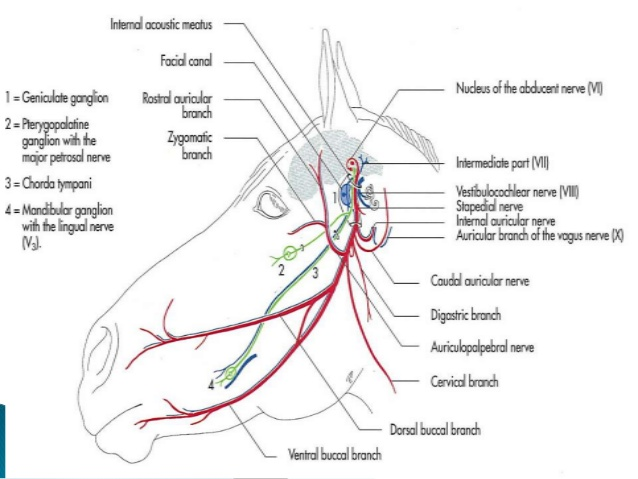 Internal acoustic meatus
Facial canal
1 = Geniculate ganglion
2 = Pterygopalatine
ganglion with the
major petrosal nerve
3 = Chorda tympani
4 = Mandibular ganglion
with the lingual nerve
(V₃).
Rostral auricular
branch
Zygomatic
branch
Nucleus of the abducent nerve (VI)
Intermediate part (VII)
Vestibulocochlear nerve (VIII)
Stapedial nerve
Internal auricular nerve
Auricular branch of the vagus nerve (X)
Caudal auricular nerve
Digastric branch
Auriculopalpebral nerve
Cervical branch
Dorsal buccal branch
Ventral buccal branch
1
2
3
4